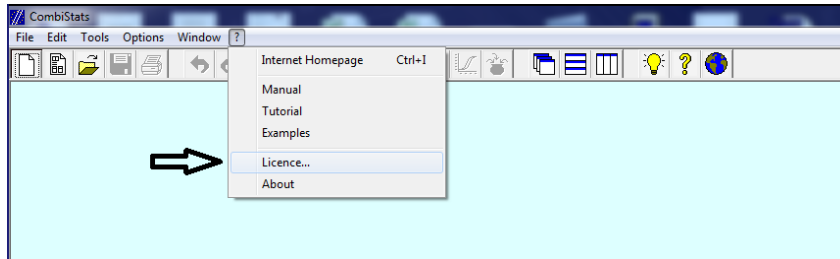 CombiStats
File Edit Tools Options Window ?
Internet Homepage Ctrl+I
Manual
Tutorial
Examples
Licence...
About